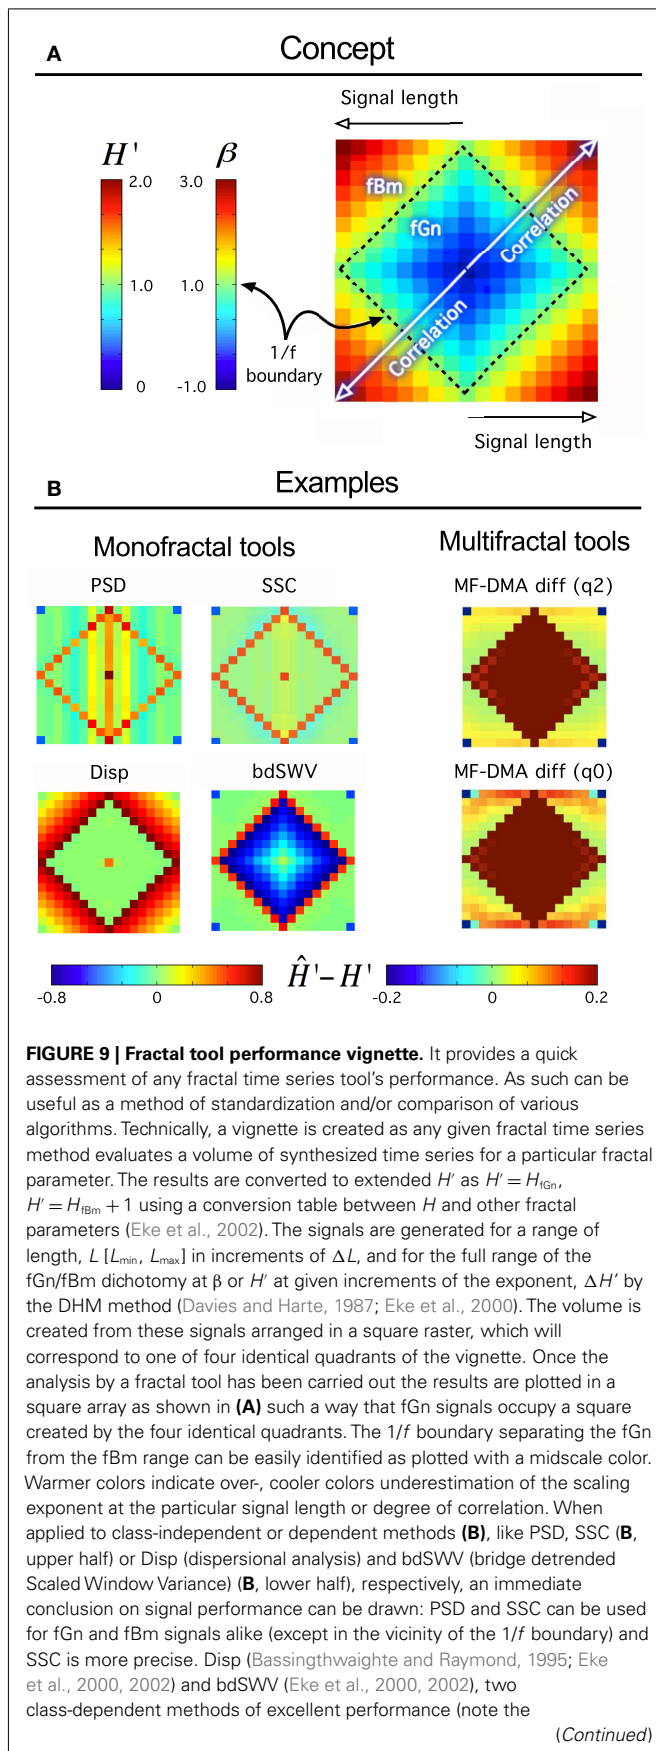 A
Concept
Signal length
H'
β
2.0
3.0
fBm
fGn
Correlation
1.0
1.0
Correlation
1/f
boundary
0
-1.0
Signal length
B
Examples
Monofractal tools
Multifractal tools
PSD
SSC
MF-DMA diff (q2)
Disp
bdSWV
MF-DMA diff (q0)
Ĥ'– H'
-0.8
0
0.8
-0.2
0
0.2
FIGURE 9 | Fractal tool performance vignette. It provides a quick
assessment of any fractal time series tool's performance. As such can be
useful as a method of standardization and/or comparison of various
algorithms. Technically, a vignette is created as any given fractal time series
method evaluates a volume of synthesized time series for a particular fractal
parameter. The results are converted to extended H′ as H′ = HfGn,
H′ = HfBm + 1 using a conversion table between H and other fractal
parameters (Eke et al., 2002). The signals are generated for a range of
length, L [Lmin, Lmax] in increments of ΔL, and for the full range of the
fGn/fBm dichotomy at β or H′ at given increments of the exponent, ΔH′ by
the DHM method (Davies and Harte, 1987; Eke et al., 2000). The volume is
created from these signals arranged in a square raster, which will
correspond to one of four identical quadrants of the vignette. Once the
analysis by a fractal tool has been carried out the results are plotted in a
square array as shown in (A) such a way that fGn signals occupy a square
created by the four identical quadrants. The 1/f boundary separating the fGn
from the fBm range can be easily identified as plotted with a midscale color.
Warmer colors indicate over-, cooler colors underestimation of the scaling
exponent at the particular signal length or degree of correlation. When
applied to class-independent or dependent methods (B), like PSD, SSC (B,
upper half) or Disp (dispersional analysis) and bdSWV (bridge detrended
Scaled Window Variance) (B, lower half), respectively, an immediate
conclusion on signal performance can be drawn: PSD and SSC can be used
for fGn and fBm signals alike (except in the vicinity of the 1/f boundary) and
SSC is more precise. Disp (Bassingthwaighte and Raymond, 1995; Eke
et al., 2000, 2002) and bdSWV (Eke et al., 2000, 2002), two
class-dependent methods of excellent performance (note the
(Continued)